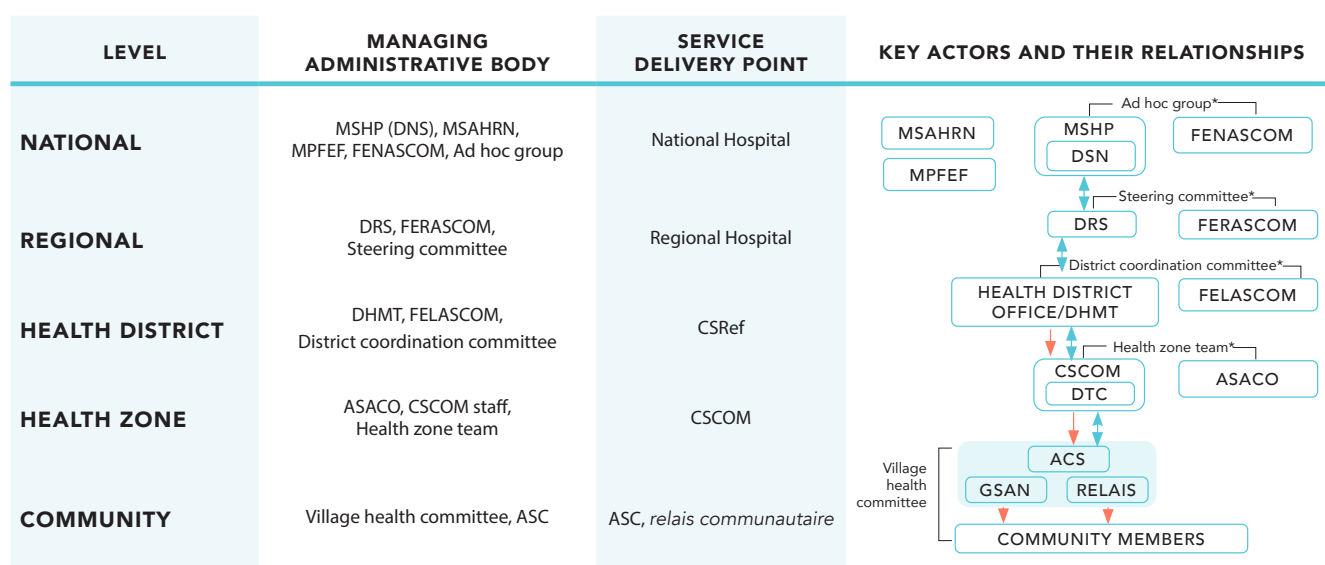 LEVEL
MANAGING
ADMINISTRATIVE BODY
SERVICE
DELIVERY POINT
KEY ACTORS AND THEIR RELATIONSHIPS
NATIONAL
MSHP (DNS), MSAHRN,
MPFEF, FENASCOM, Ad hoc group
National Hospital
Ad hoc group*
MSAHRN
MSHP
DSN
FENASCOM
MPFEF
REGIONAL
DRS, FERASCOM,
Steering committee
Regional Hospital
Steering committee*
DRS
FERASCOM
HEALTH DISTRICT
DHMT, FELASCOM,
District coordination committee
CSRef
District coordination committee*
HEALTH DISTRICT
OFFICE/DHMT
FELASCOM
HEALTH ZONE
ASACO, CSCOM staff,
Health zone team
CSCOM
Health zone team*
CSCOM
DTC
ASACO
COMMUNITY
Village health committee, ASC
ASC, relais communautaire
Village
health
committee
ACS
GSAN
RELAIS
COMMUNITY MEMBERS